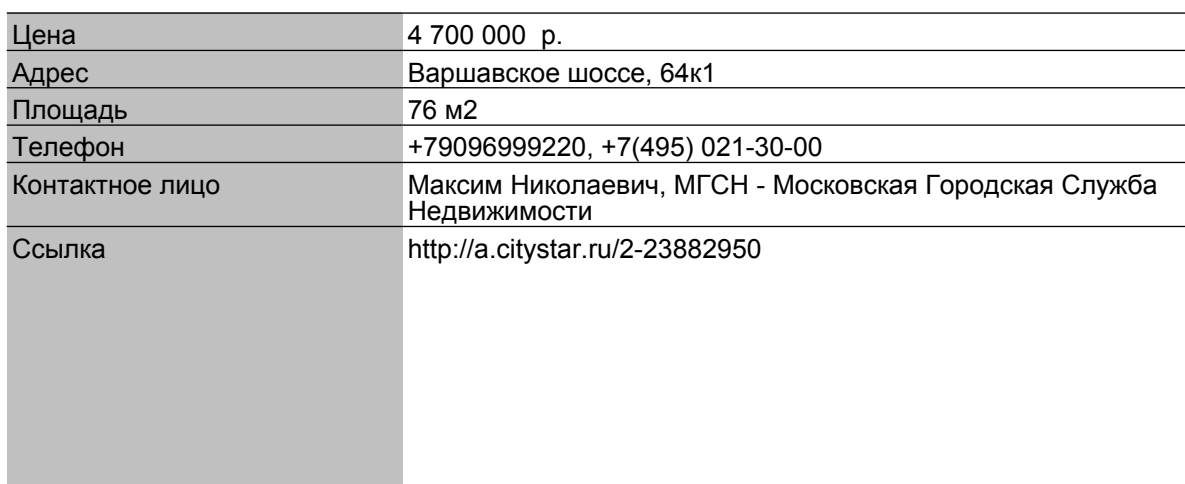 Цена 4 700 000  р.
Адрес Варшавское шоссе, 64к1
Площадь 76 м2
Телефон +79096999220, +7(495) 021-30-00
Контактное лицо Максим Николаевич, МГСН - Московская Городская Служба
Недвижимости
Ссылка http://a.citystar.ru/2-23882950